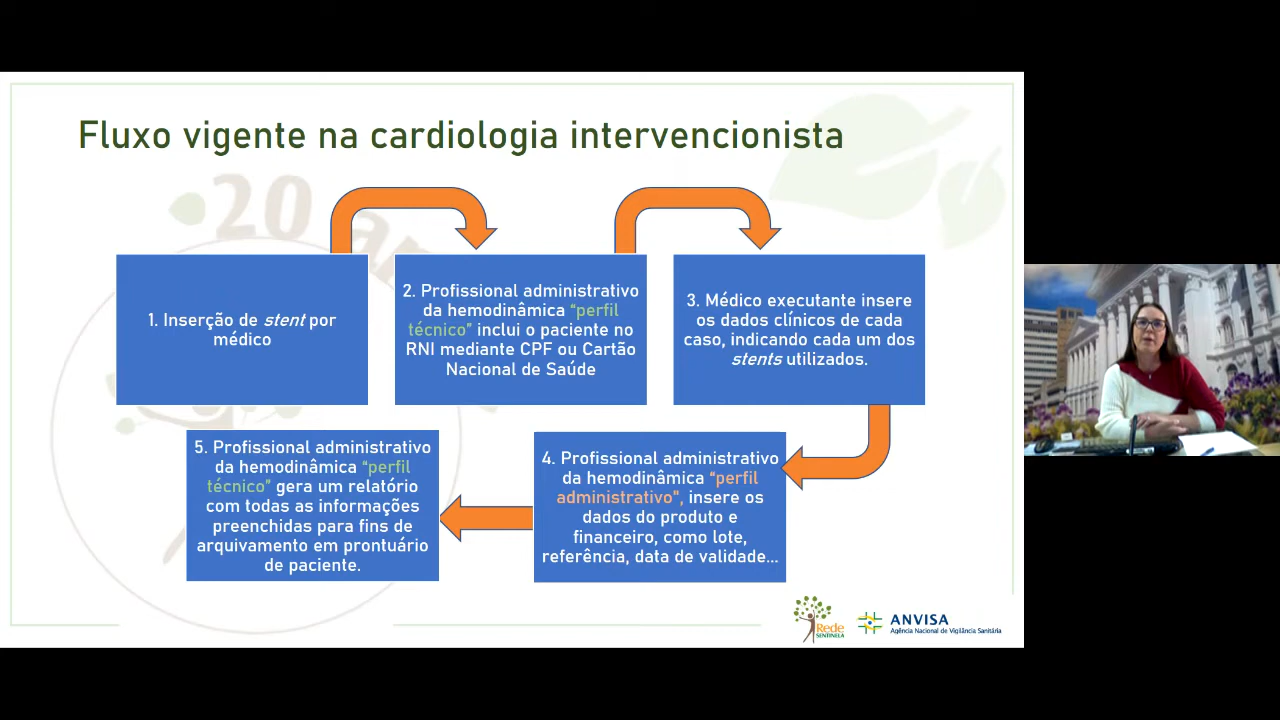 Fluxo vigente na cardiologia intervencionista
20 an
1. Inserção de stent por
médico
2. Profissional administrativo
da hemodinâmica “perfil
técnico” inclui o paciente no
RNI mediante CPF ou Cartão
Nacional de Saúde
3. Médico executante insere
os dados clínicos de cada
caso, indicando cada um dos
stents utilizados.
4. Profissional administrativo
da hemodinâmica “perfil
administrativo”, insere os
dados do produto e
financeiro, como lote,
referência, data de validade...
5. Profissional administrativo
da hemodinâmica “perfil
técnico” gera um relatório
com todas as informações
preenchidas para fins de
arquivamento em prontuário
de paciente.
Rede
SENTINELA
ANVISA
Agência Nacional de Vigilância Sanitária